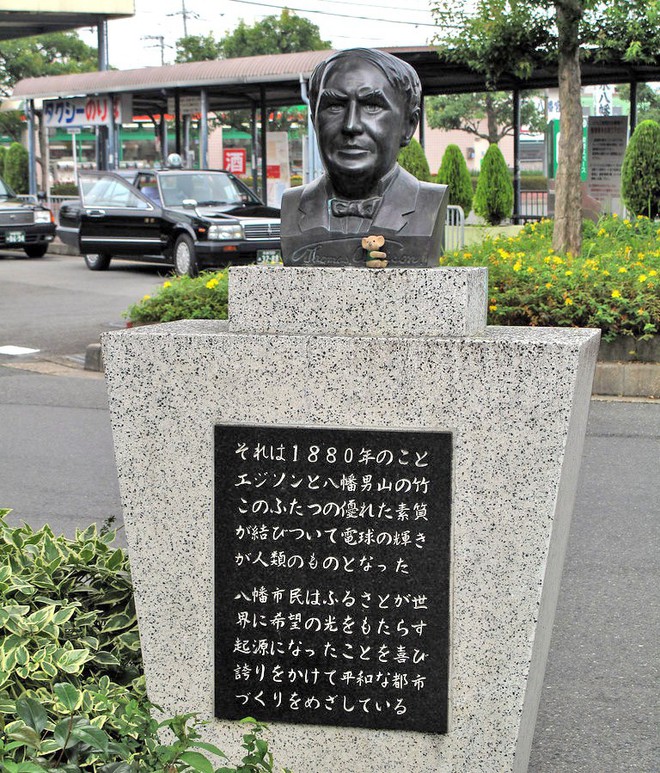 タクシーのりば
酒
八幡
Thomas Edison
それは1880年のこと
エジソンと八幡男山の竹
このふたつの優れた素質
が結びついて電球の輝き
が人類のものとなった
八幡市民はふるさとが世
界に希望の光をもたらす
起源になったことを喜び
誇りをかけて平和な都市
づくりをめざしている